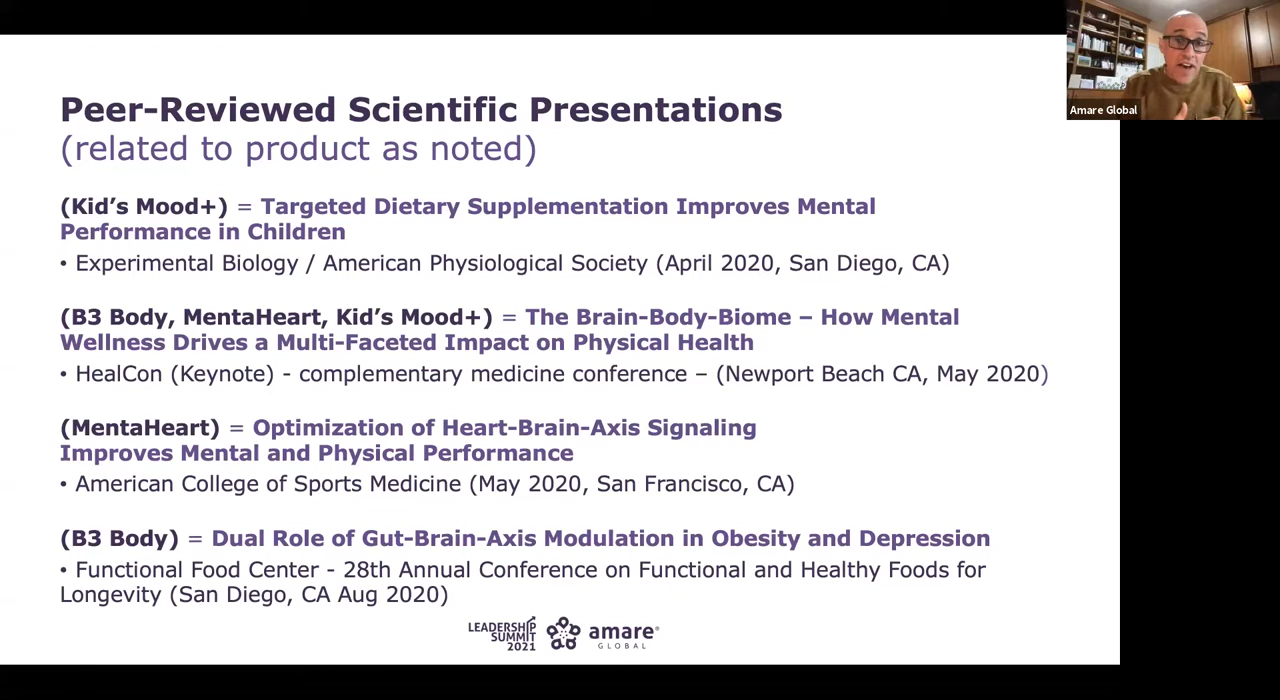 Amare Global
Peer-Reviewed Scientific Presentations
(related to product as noted)
(Kid’s Mood+) = Targeted Dietary Supplementation Improves Mental
Performance in Children
• Experimental Biology / American Physiological Society (April 2020, San Diego, CA)
(B3 Body, MentaHeart, Kid’s Mood+) = The Brain-Body-Biome – How Mental
Wellness Drives a Multi-Faceted Impact on Physical Health
• HealCon (Keynote) - complementary medicine conference – (Newport Beach CA, May 2020)
(MentaHeart) = Optimization of Heart-Brain-Axis Signaling
Improves Mental and Physical Performance
• American College of Sports Medicine (May 2020, San Francisco, CA)
(B3 Body) = Dual Role of Gut-Brain-Axis Modulation in Obesity and Depression
• Functional Food Center - 28th Annual Conference on Functional and Healthy Foods for
Longevity (San Diego, CA Aug 2020)
LEADERSHIP
SUMMIT
2021
amare®
GLOBAL